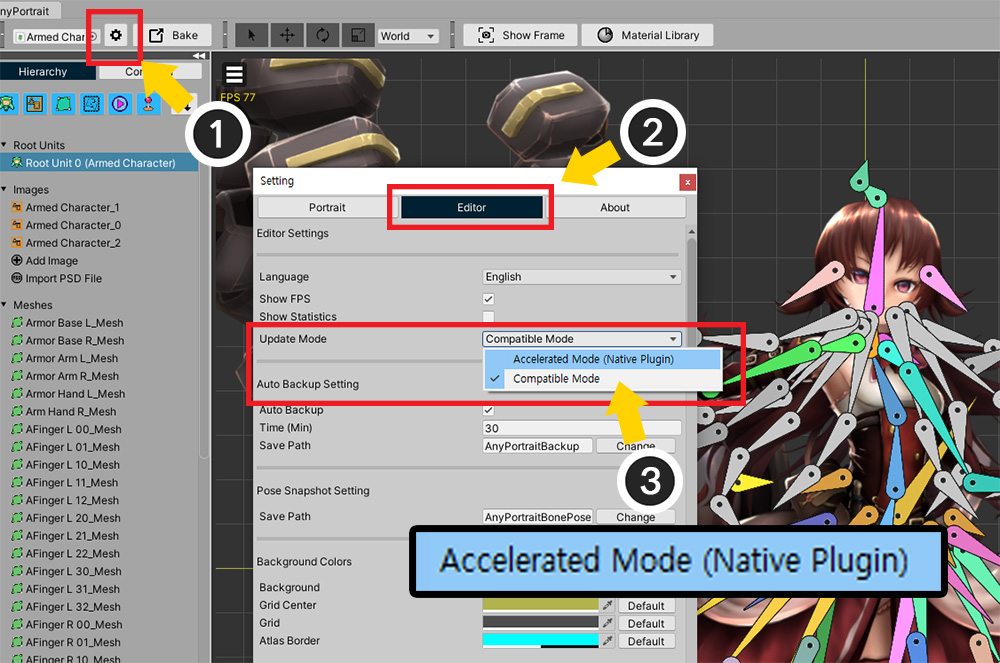 nyPortrait
Armed Char
Bake
World
Show Frame
Material Library
Hierarchy
Co
FPS 77
1
2
Root Units
Root Unit 0 (Armed Character)
Images
Armed Character_1
Armed Character_0
Armed Character_2
Add Image
Import PSD File
Meshes
Armor Base L_Mesh
Armor Base R_Mesh
Armor Arm L_Mesh
Armor Arm R_Mesh
Armor Hand L_Mesh
Arm Hand R_Mesh
AFinger L 00_Mesh
AFinger L 01_Mesh
AFinger L 10_Mesh
AFinger L 11_Mesh
AFinger L 12_Mesh
AFinger L 20_Mesh
AFinger L 21_Mesh
AFinger L 22_Mesh
AFinger L 30_Mesh
AFinger L 31_Mesh
AFinger L 32_Mesh
AFinger R 00_Mesh
AFinger R 01_Mesh
AFinger R 10_Mesh
Setting
x
Portrait
Editor
About
Editor Settings
Language
English
Show FPS
Show Statistics
Update Mode
Compatible Mode
Accelerated Mode (Native Plugin)
Compatible Mode
Auto Backup Setting
Auto Backup
Time (Min)
30
Save Path
AnyPortraitBackup
Change
3
Pose Snapshot Setting
Save Path
AnyPortraitBonePose
Change
Accelerated Mode (Native Plugin)
Background Colors
Background
Grid Center
Default
Grid
Default
Atlas Border
Default